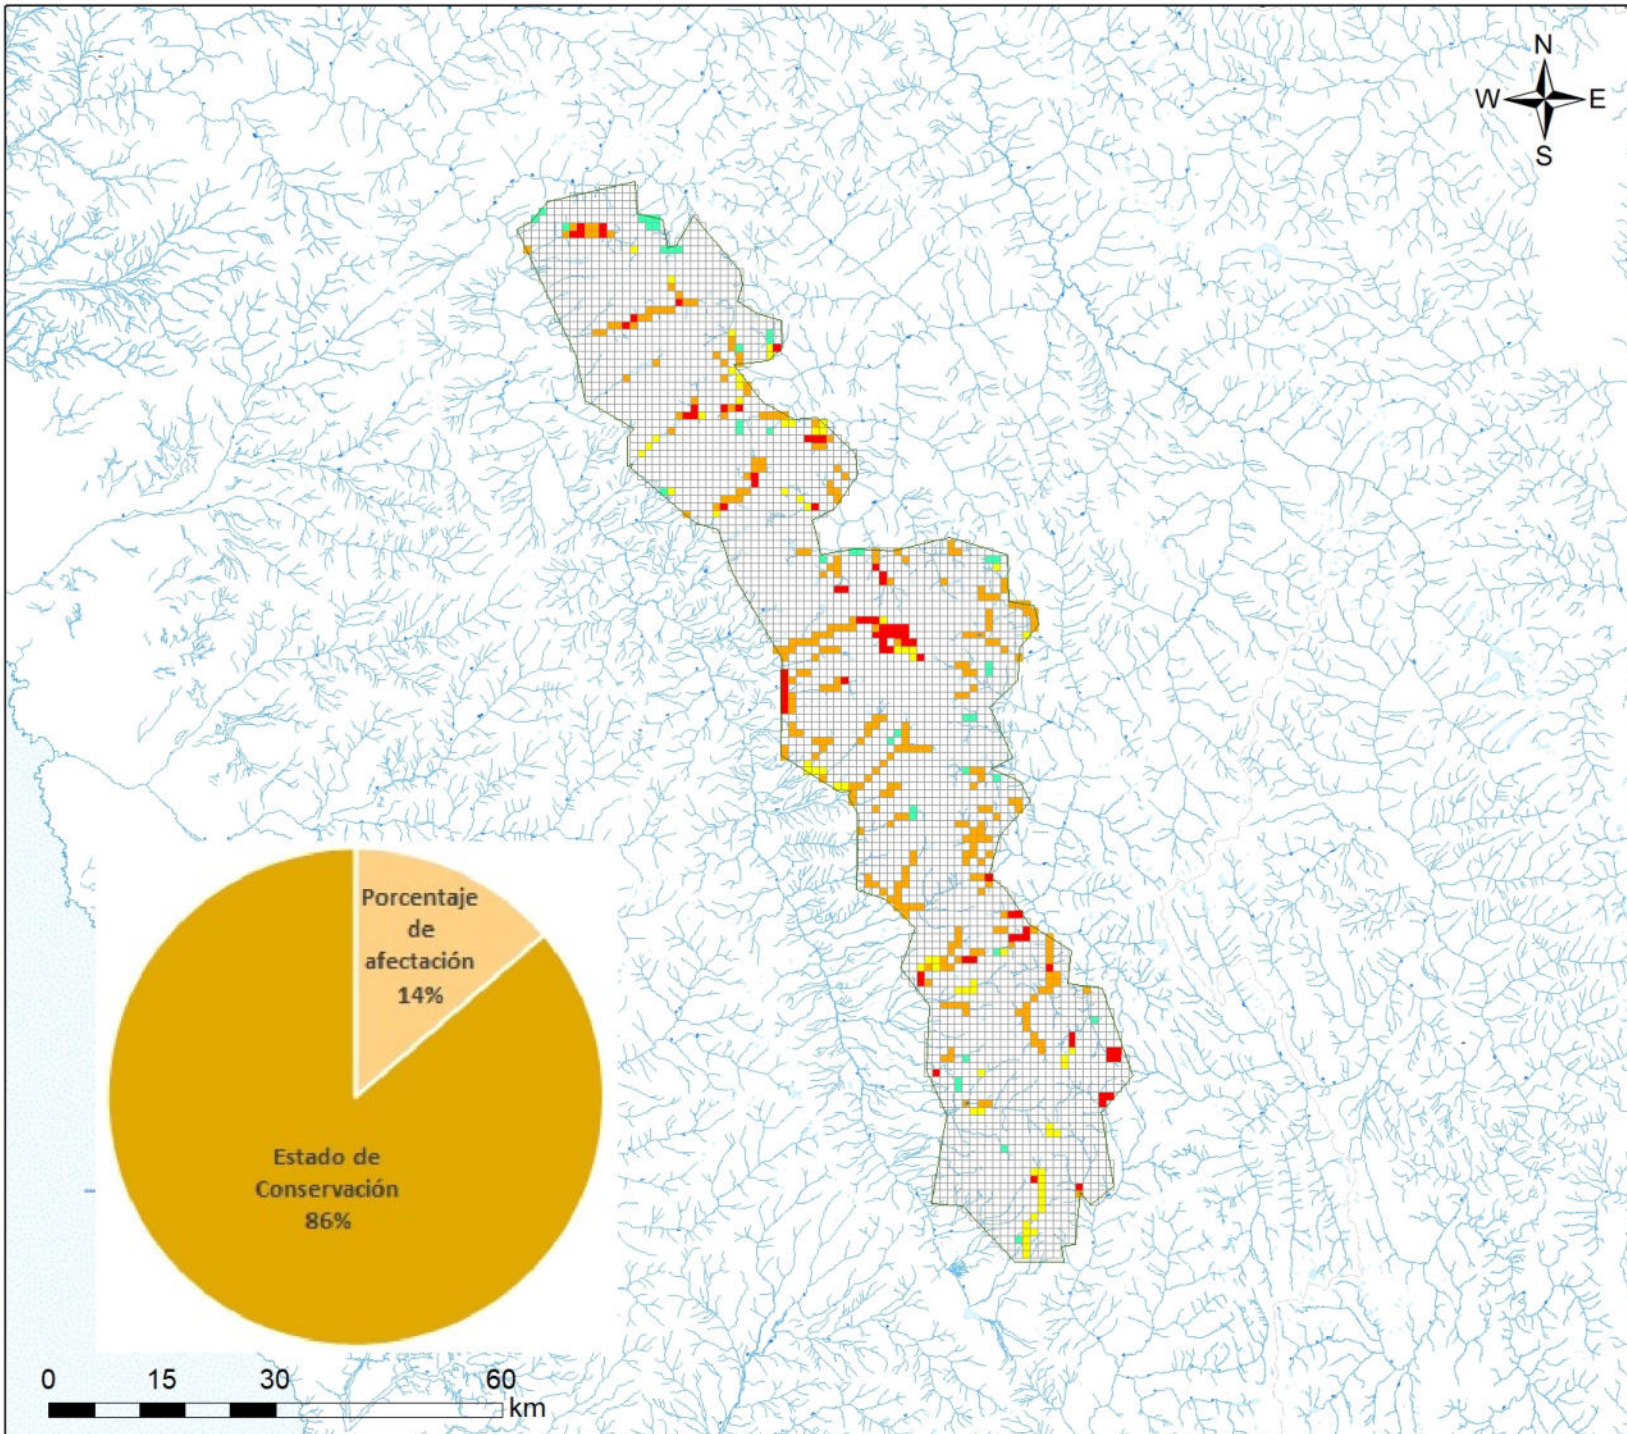 N
W E
S
Porcentaje
de
afectación
14%
Estado de
Conservación
86%
0 15 30 60
km